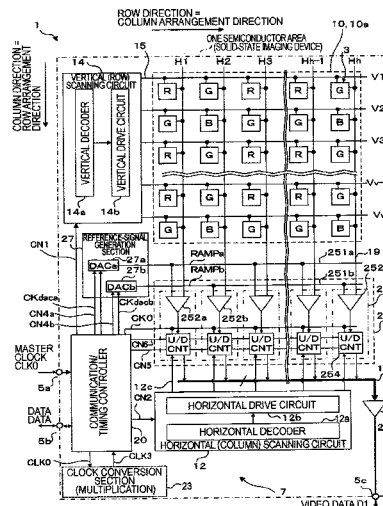 ROW DIRECTION =
COLUMN ARRANGEMENT DIRECTION
1
ONE SEMICONDUCTOR AREA
(SOLID-STATE IMAGING DEVICE)
10, 10a
COLUMN DIRECTION =
ROW ARRANGEMENT
DIRECTION
14
15
H1 H2 H3 Hh-1 Hh
3
VERTICAL (ROW)
SCANNING CIRCUIT
VERTICAL DECODER
VERTICAL DRIVE CIRCUIT
14a 14b
V1
R G R R G
V2
G B G G B
V3
R G R R G
R G R R G
G B G G B
CN1
27
REFERENCE-SIGNAL
GENERATION
SECTION
RAMPa
251a
19
DACa 27a
27b
RAMPb
251b
DACb
252
CKdaca
CN4a
CN4b
CKdacb
CK0
252a 252b
MASTER
CLOCK
CLK0
CN6
U/D CNT
U/D CNT
U/D CNT
U/D CNT
U/D CNT
5a
CN5
12c
254
CN2
COMMUNICATION/
TIMING CONTROLLER
20
DATA
DATA
5b
HORIZONTAL DRIVE CIRCUIT
12b 12a
HORIZONTAL DECODER
HORIZONTAL (COLUMN) SCANNING CIRCUIT
12
CLK0 CLK3
CLOCK CONVERSION
SECTION
(MULTIPLICATION)
23
7
5c
VIDEO DATA D1